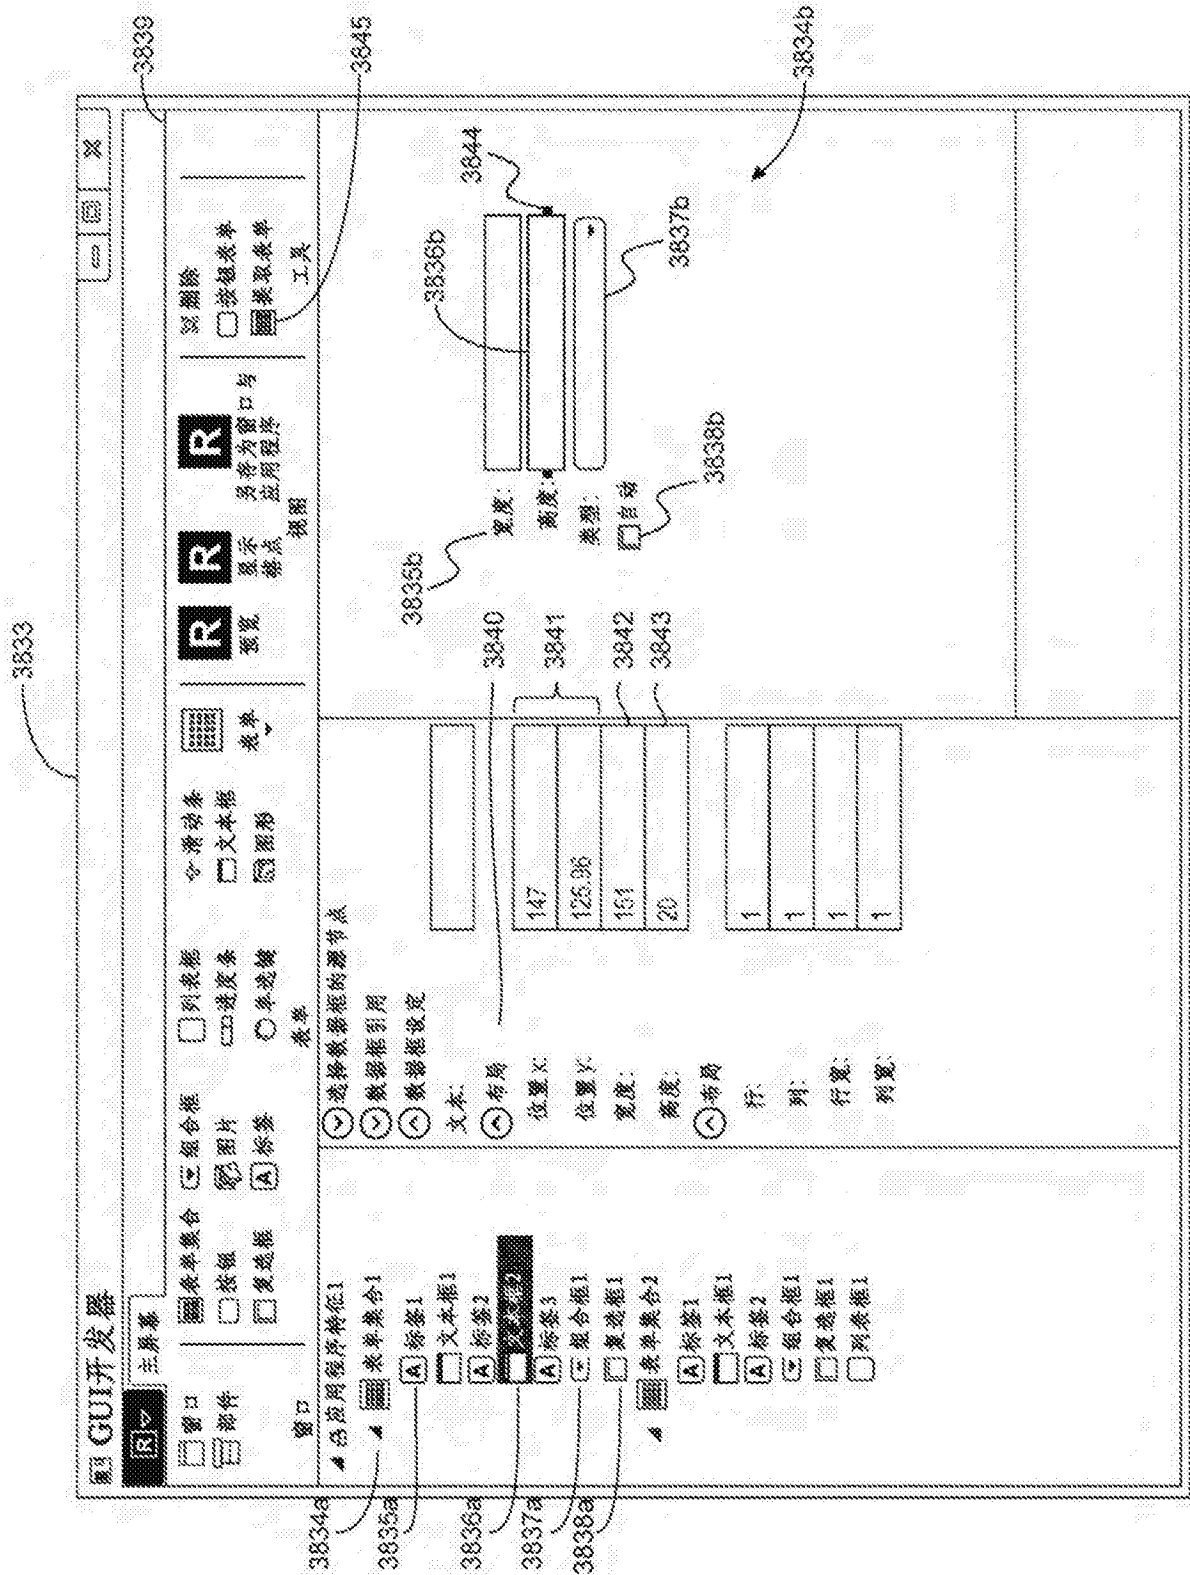 3833
GUI开发器
主屏幕
3839
3845
窗口
部件
窗口
表单集合
组合框
列表框
滑动条
按钮
图片
进度条
文本框
复选框
标签
单选键
图形
表单
表单
预览
显示
格点
另存为窗口与
应用程序
视图
删除
按钮表单
提取表单
工具
应用程序特征1
表单集合1
标签1
文本框1
标签2
标签3
组合框1
复选框1
表单集合2
标签1
文本框1
标签2
组合框1
复选框1
列表框1
3834a
3835a
3836a
3837a
3838a
选择数据框的源节点
数据框引用
数据框设定
文本:
布局
位置X: 147
位置Y: 126.96
宽度: 161
高度: 20
布局
行: 1
列: 1
行宽: 1
列宽: 1
3840
3841
3842
3843
宽度:
高度:
类型:
自动
3835b
3836b
3844
3837b
3838b
3834b